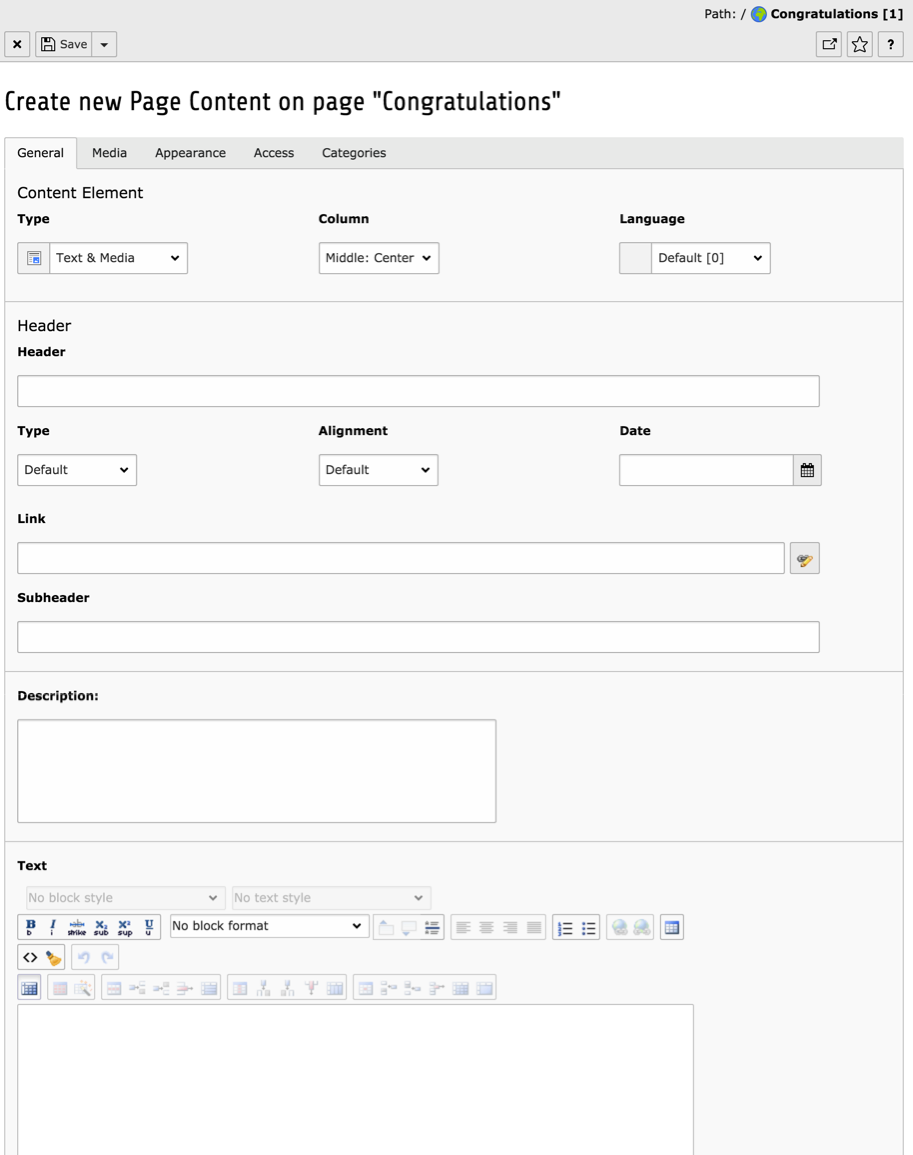 Path: / Congratulations [1]
Save ?
Create new Page Content on page "Congratulations"
General Media Appearance Access Categories
Content Element
Type Column Language
Text & Media Middle: Center Default [0]
Header
Header
Type Alignment Date
Default Default
Link
Subheader
Description:
Text
No block style No text style
B b I i strike X₂ sub X² sup U u No block format